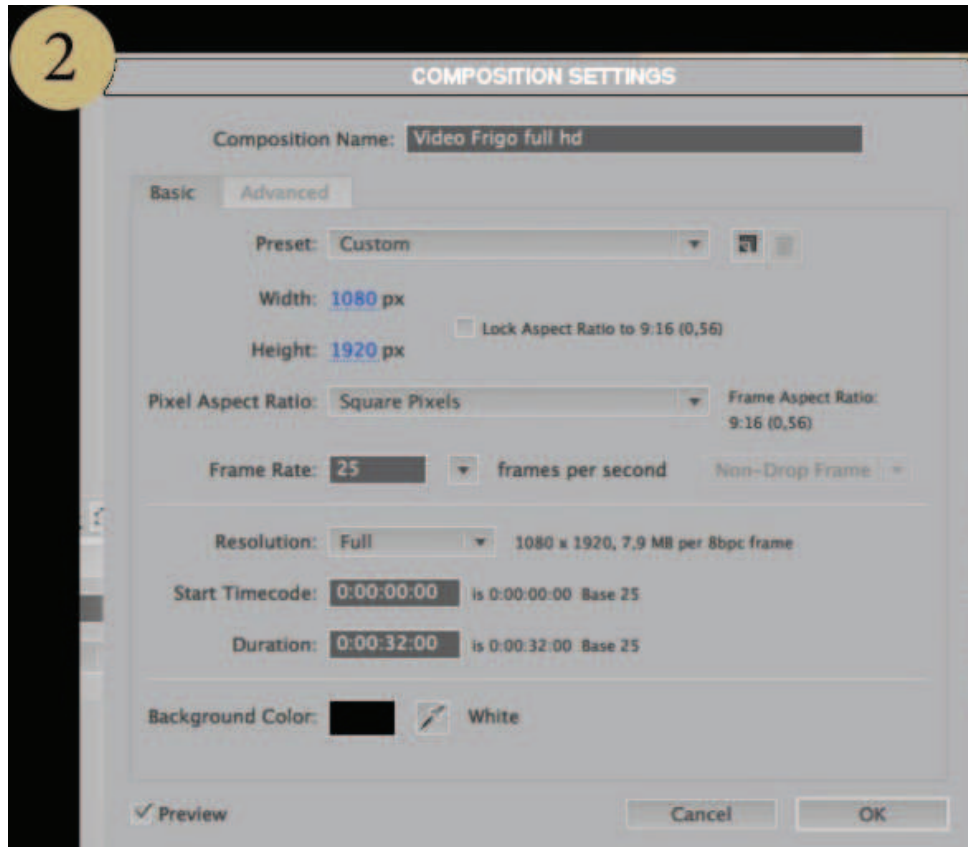 2
COMPOSITION SETTINGS
Composition Name: Video Frigo full hd
Basic Advanced
Preset: Custom
Width: 1080 px
Lock Aspect Ratio to 9:16 (0,56)
Height: 1920 px
Pixel Aspect Ratio: Square Pixels
Frame Aspect Ratio:
9:16 (0,56)
Frame Rate: 25 frames per second Non-Drop Frame
Resolution: Full 1080 x 1920, 7,9 MB per 8bpc frame
Start Timecode: 0:00:00:00 is 0:00:00:00 Base 25
Duration: 0:00:32:00 is 0:00:32:00 Base 25
Background Color: White
Preview Cancel OK